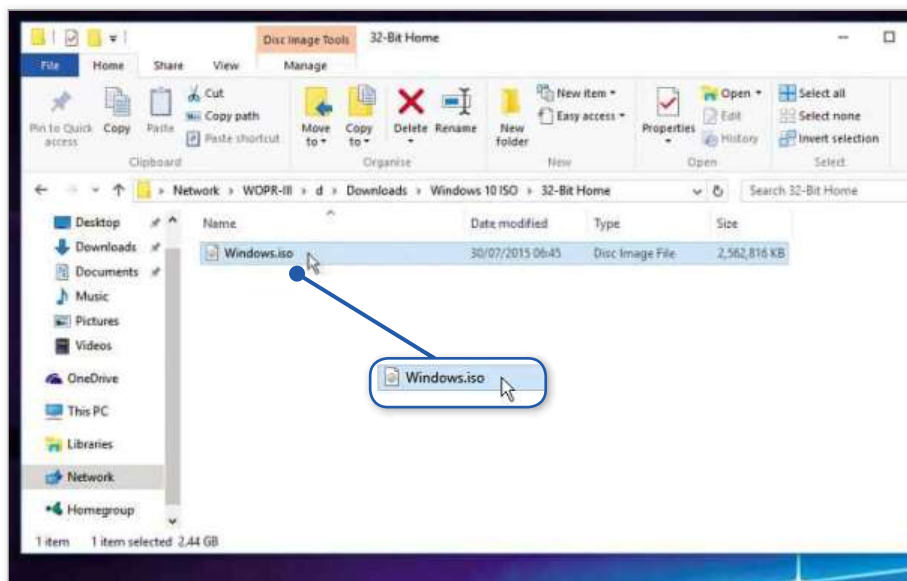 Disc Image Tools 32-Bit Home
File Home Share View Manage
Pin to Quick access
Copy
Paste
Cut
Copy path
Paste shortcut
Clipboard
Move to
Copy to
Delete
Rename
Organise
New folder
New item
Easy access
New
Properties
Open
Edit
History
Open
Select all
Select none
Invert selection
Select
Network > WOPR-III > d > Downloads > Windows 10 ISO > 32-Bit Home
Search 32-Bit Home
Name Date modified Type Size
Windows.iso 30/07/2015 06:45 Disc Image File 2,562,816 KB
Windows.iso
Desktop
Downloads
Documents
Music
Pictures
Videos
OneDrive
This PC
Libraries
Network
Homegroup
1 item 1 item selected 2.44 GB